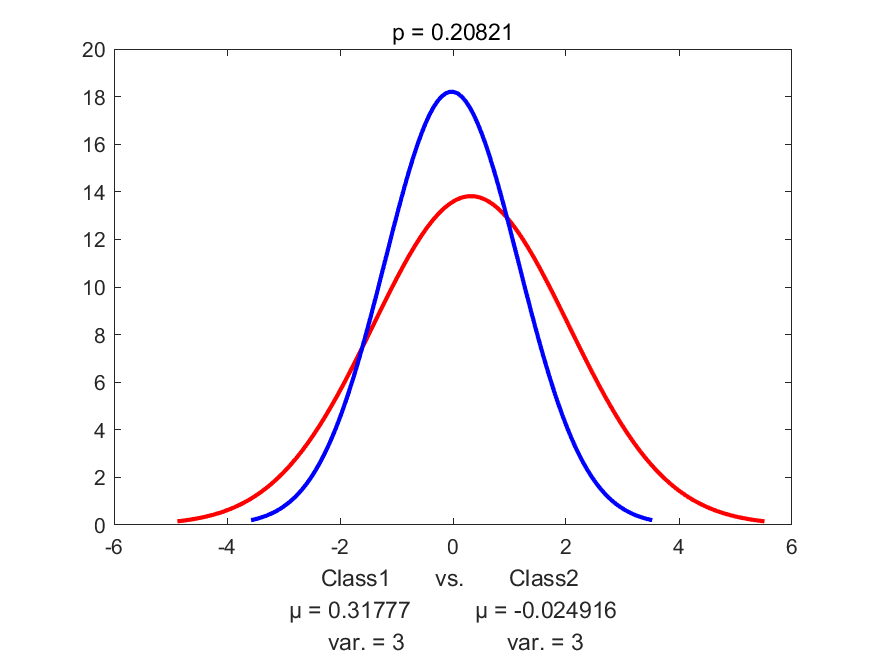 p = 0.20821
20
18
16
14
12
10
8
6
4
2
0
-6 -4 -2 0 2 4 6
Class1 vs. Class2
μ = 0.31777 μ = -0.024916
var. = 3 var. = 3